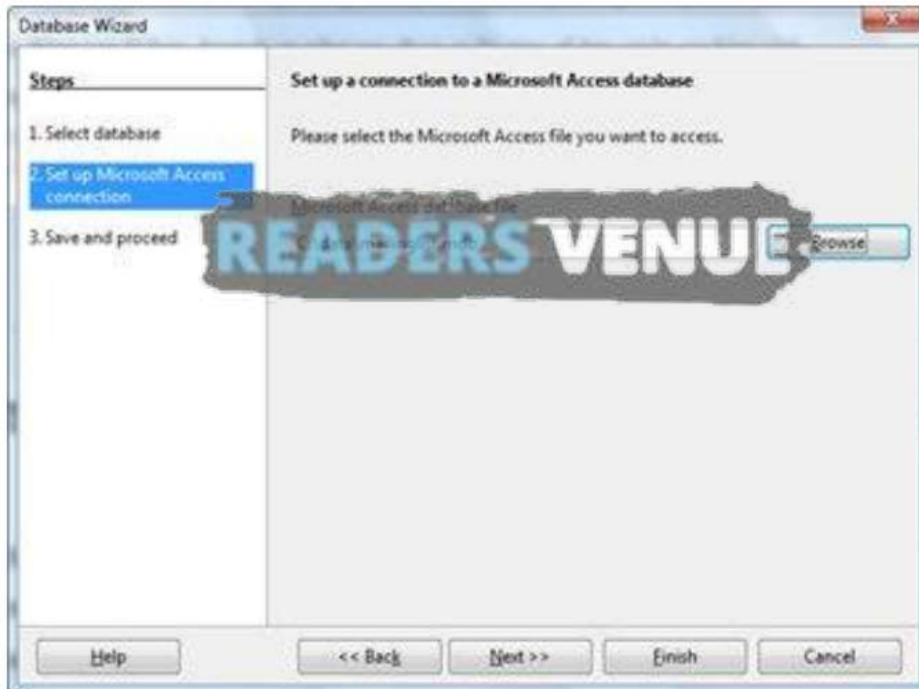 Database Wizard
Steps
1. Select database
2. Set up Microsoft Access
connection
3. Save and proceed
Set up a connection to a Microsoft Access database
Please select the Microsoft Access file you want to access.
Microsoft Access database file
READERS VENUE
Browse
Help
<< Back
Next >>
Finish
Cancel